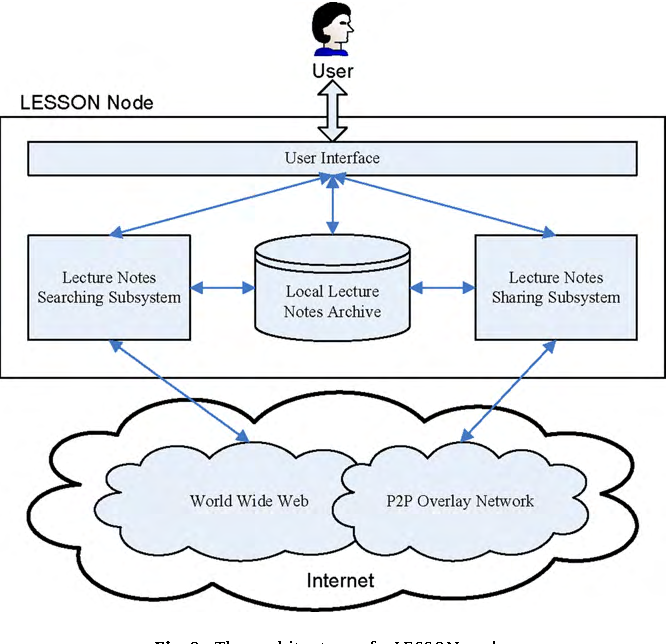 User
LESSON Node
User Interface
Lecture Notes
Searching Subsystem
Local Lecture
Notes Archive
Lecture Notes
Sharing Subsystem
World Wide Web
P2P Overlay Network
Internet